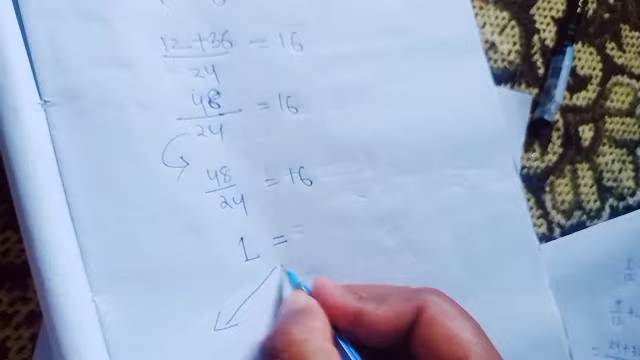 12+36/24 = 16
48/24 = 16
48/24 = 16
L =